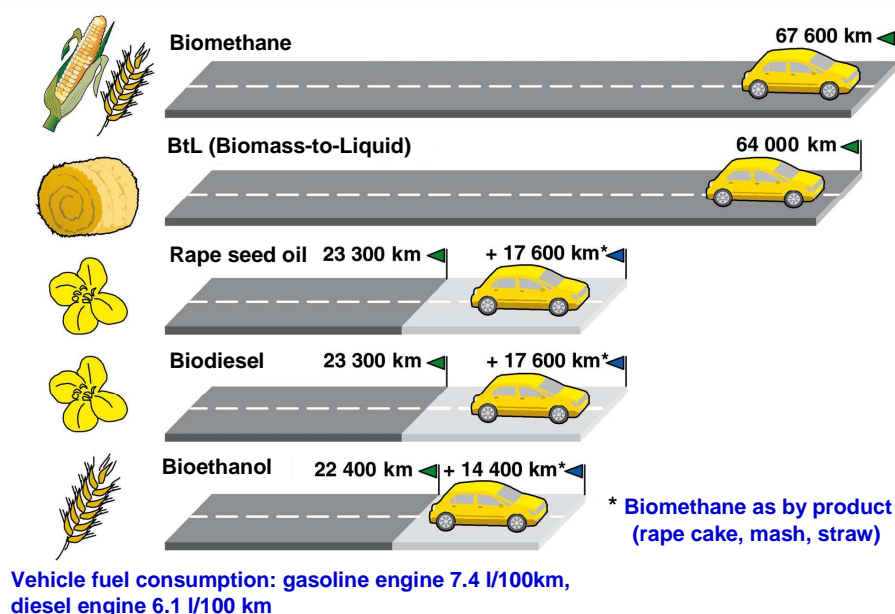 Biomethane 67 600 km
BtL (Biomass-to-Liquid) 64 000 km
Rape seed oil 23 300 km + 17 600 km*
Biodiesel 23 300 km + 17 600 km*
Bioethanol 22 400 km + 14 400 km*
* Biomethane as by product
(rape cake, mash, straw)
Vehicle fuel consumption: gasoline engine 7.4 l/100km,
diesel engine 6.1 l/100 km